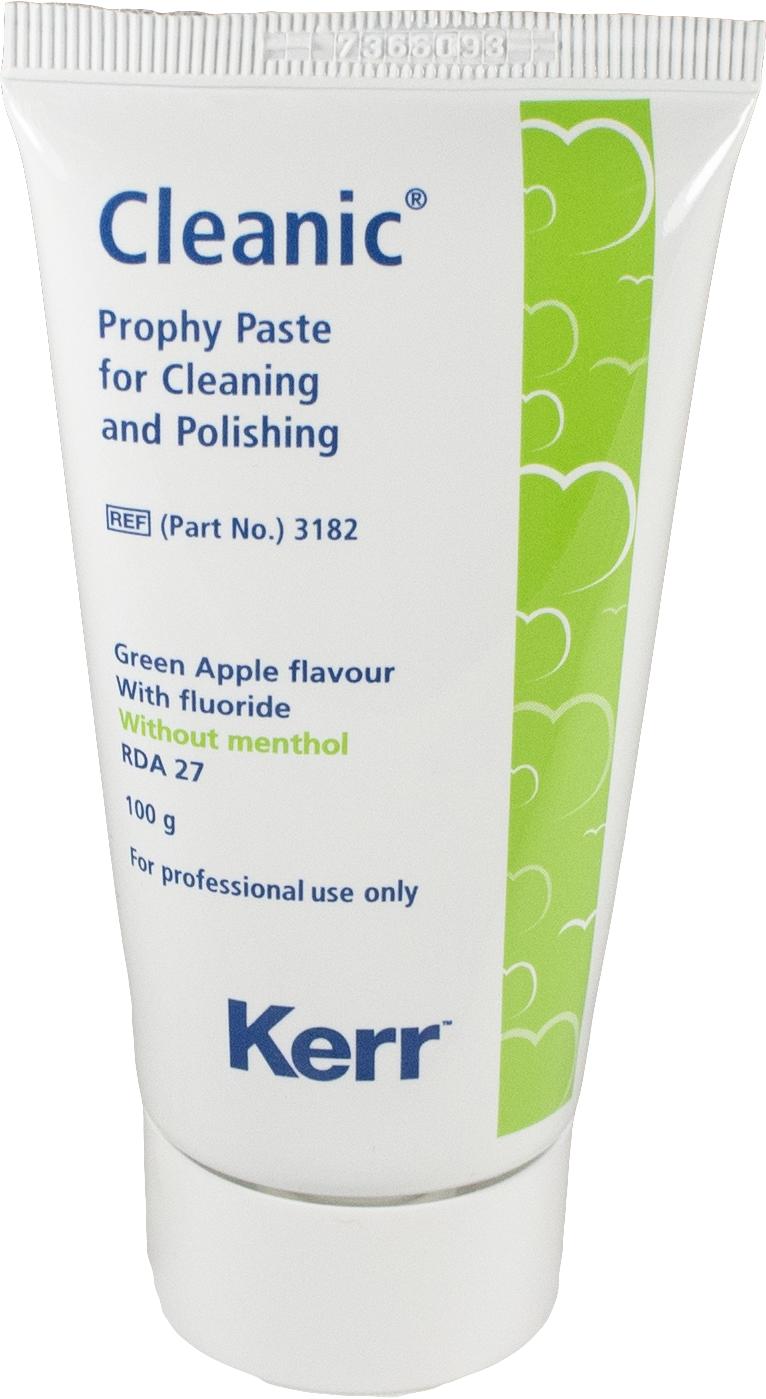 7366093
Cleanic®
Prophy Paste
for Cleaning
and Polishing
REF (Part No.) 3182
Green Apple flavour
With fluoride
Without menthol
RDA 27
100 g
For professional use only
Kerr™